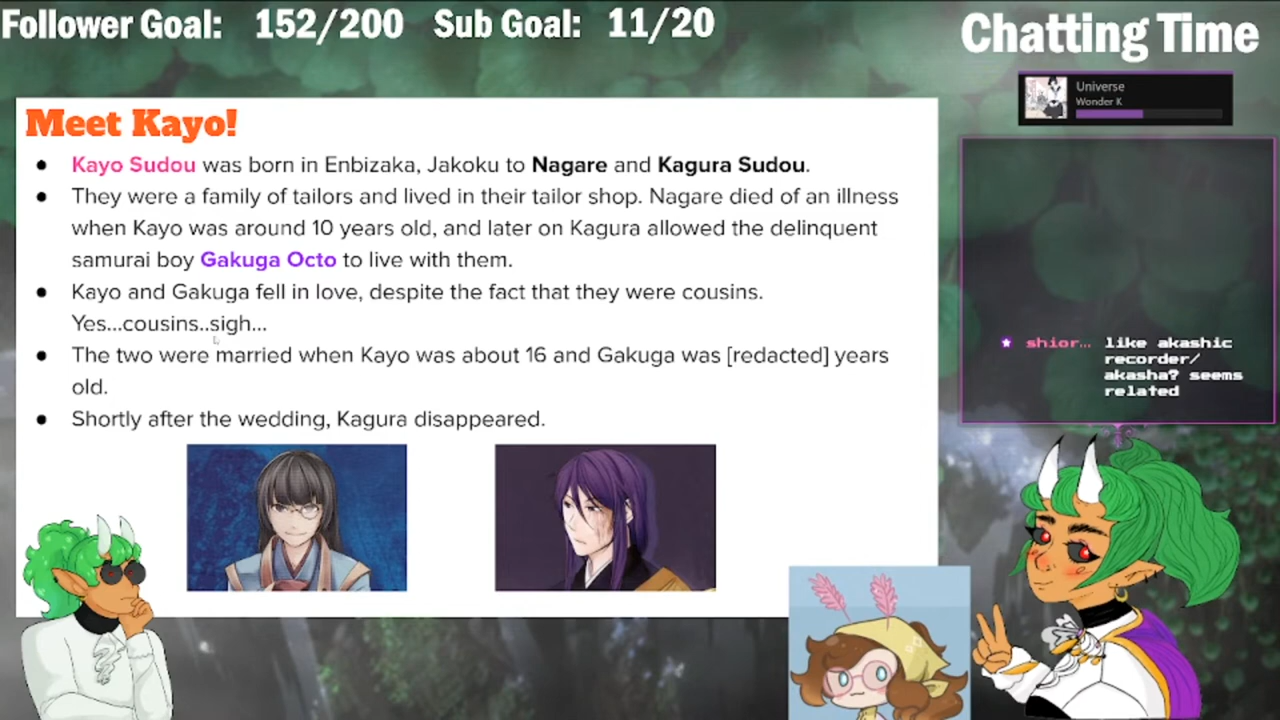 Follower Goal: 152/200 Sub Goal: 11/20
Chatting Time
Universe
Wonder K
Meet Kayo!
● Kayo Sudou was born in Enbizaka, Jakoku to Nagare and Kagura Sudou.
● They were a family of tailors and lived in their tailor shop. Nagare died of an illness
when Kayo was around 10 years old, and later on Kagura allowed the delinquent
samurai boy Gakuga Octo to live with them.
● Kayo and Gakuga fell in love, despite the fact that they were cousins.
Yes...cousins..sigh...
● The two were married when Kayo was about 16 and Gakuga was [redacted] years
old.
● Shortly after the wedding, Kagura disappeared.
shior... like akashic
recorder/
akasha? seems
related